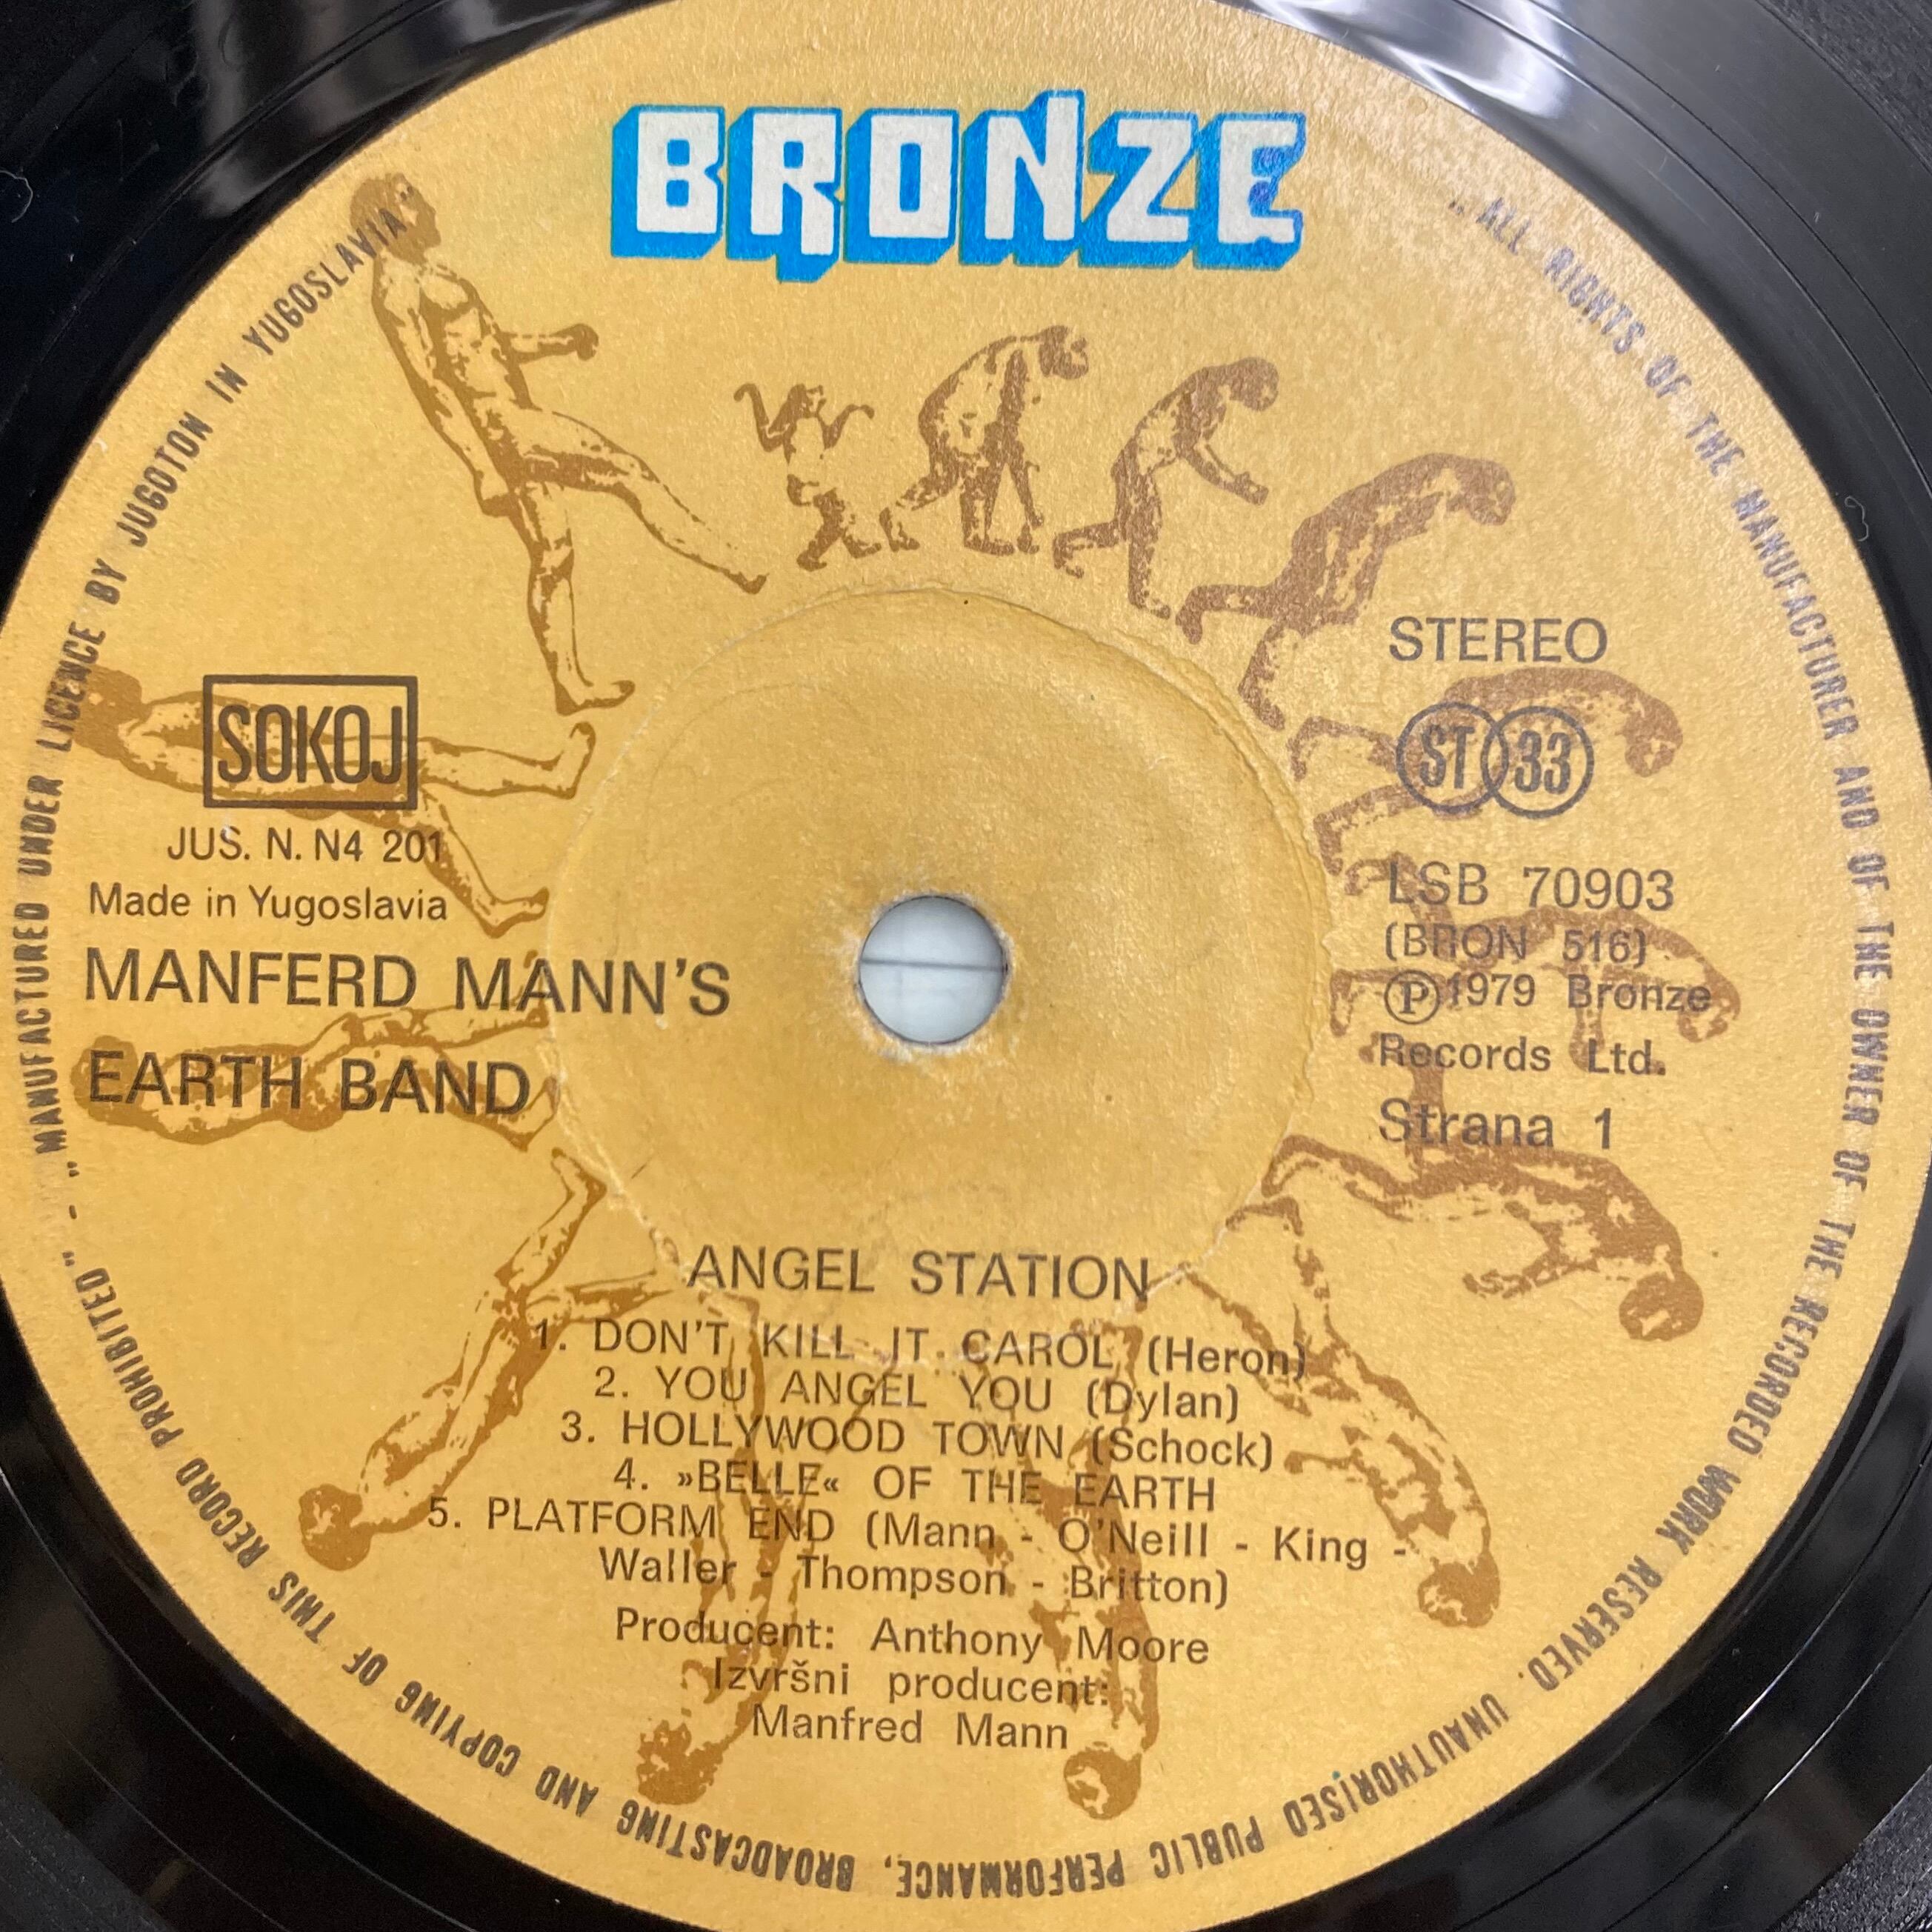 BRONZE
„ALL RIGHTS OF THE MANUFACTURER AND OF THE OWNER OF THE RECORDED WORK RESERVED. UNAUTHORISED PUBLIC PERFORMANCE, BROADCASTING AND COPYING OF THIS RECORD PROHIBITED" - „MANUFACTURED UNDER LICENCE BY JUGOTON IN YUGOSLAVIA"
SOKOJ
JUS. N. N4 201
Made in Yugoslavia
MANFERD MANN'S
EARTH BAND
STEREO
ST 33
LSB 70903
(BRON 516)
℗1979 Bronze
Records Ltd.
Strana 1
ANGEL STATION
1. DON'T KILL IT CAROL (Heron)
2. YOU ANGEL YOU (Dylan)
3. HOLLYWOOD TOWN (Schock)
4. »BELLE« OF THE EARTH
5. PLATFORM END (Mann - O'Neill - King -
Waller - Thompson - Britton)
Producent: Anthony Moore
Izvršni producent:
Manfred Mann